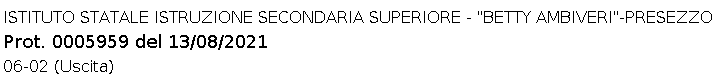 ISTITUTO STATALE ISTRUZIONE SECONDARIA SUPERIORE - "BETTY AMBIVERI"-PRESEZZO
Prot. 0005959 del 13/08/2021
06-02 (Uscita)